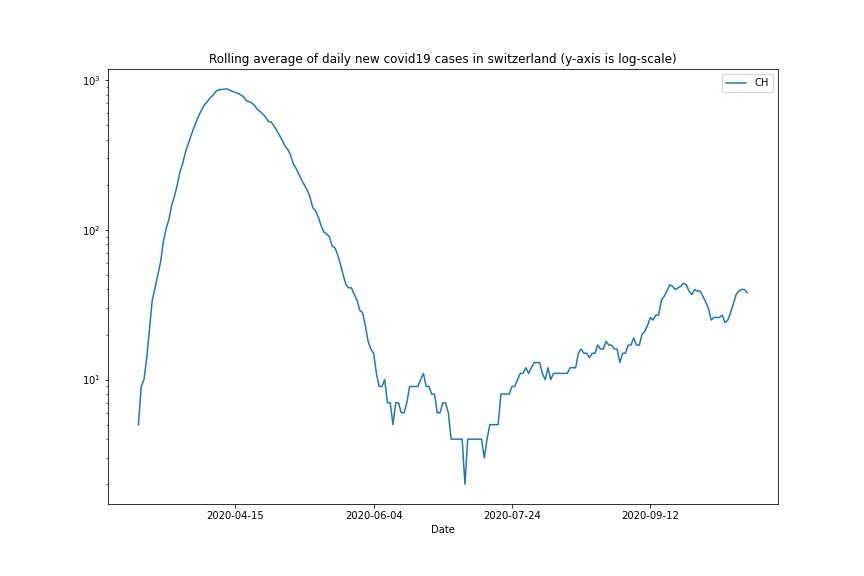 Rolling average of daily new covid19 cases in switzerland (y-axis is log-scale)
CH
10³
10²
10¹
2020-04-15 2020-06-04 2020-07-24 2020-09-12
Date